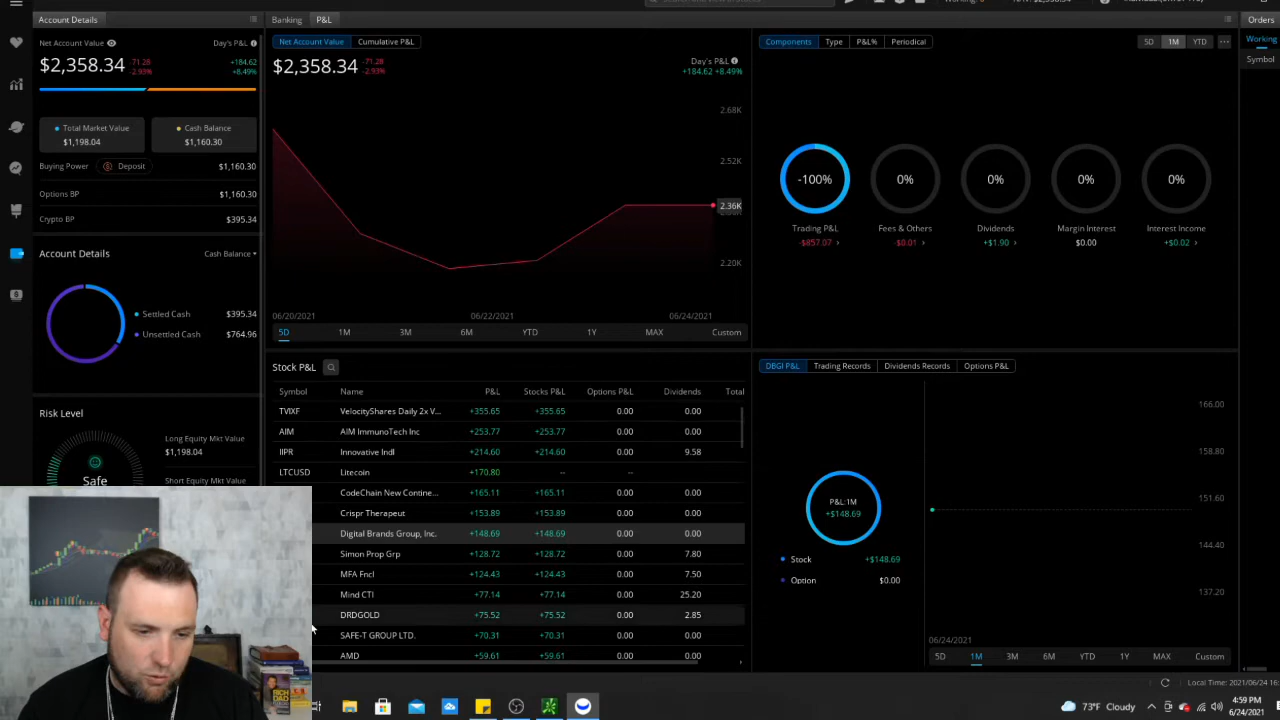 Account Details
Net Account Value
Day's P&L
$2,358.34
-71.28
-2.93%
+184.62
+8.49%
Total Market Value
$1,198.04
Cash Balance
$1,160.30
Buying Power
Deposit
$1,160.30
Options BP
$1,160.30
Crypto BP
$395.34
Account Details
Cash Balance
Settled Cash
$395.34
Unsettled Cash
$764.96
Risk Level
Safe
Long Equity Mkt Value
$1,198.04
Short Equity Mkt Value
Banking
P&L
Net Account Value
Cumulative P&L
$2,358.34
-71.28
-2.93%
Day's P&L
+184.62 +8.49%
2.68K
2.52K
2.36K
2.20K
06/20/2021
06/22/2021
06/24/2021
5D
1M
3M
6M
YTD
1Y
MAX
Custom
Stock P&L
Symbol Name P&L Stocks P&L Options P&L Dividends Total
TVIXF VelocityShares Daily 2x V... +355.65 +355.65 0.00 0.00
AIM AIM ImmunoTech Inc +253.77 +253.77 0.00 0.00
IIPR Innovative Indl +214.60 +214.60 0.00 9.58
LTCUSD Litecoin +170.80 -- --
CodeChain New Contine... +165.11 +165.11 0.00 0.00
Crispr Therapeut +153.89 +153.89 0.00 0.00
Digital Brands Group, Inc. +148.69 +148.69 0.00 0.00
Simon Prop Grp +128.72 +128.72 0.00 7.80
MFA Fncl +124.43 +124.43 0.00 7.50
Mind CTI +77.14 +77.14 0.00 25.20
DRDGOLD +75.52 +75.52 0.00 2.85
SAFE-T GROUP LTD. +70.31 +70.31 0.00 0.00
AMD +59.61 +59.61 0.00 0.00
Components
Type
P&L%
Periodical
5D
1M
YTD
-100%
0%
0%
0%
0%
Trading P&L
-$857.07
Fees & Others
-$0.01
Dividends
+$1.90
Margin Interest
$0.00
Interest Income
+$0.02
DBGI P&L
Trading Records
Dividends Records
Options P&L
P&L:1M
+$148.69
Stock
+$148.69
Option
$0.00
166.00
158.80
151.60
144.40
137.20
06/24/2021
5D
1M
3M
6M
YTD
1Y
MAX
Custom
Orders
Working
Symbol
Local Time: 2021/06/24 16:
RICH
DAD
73°F Cloudy
4:59 PM
6/24/2021